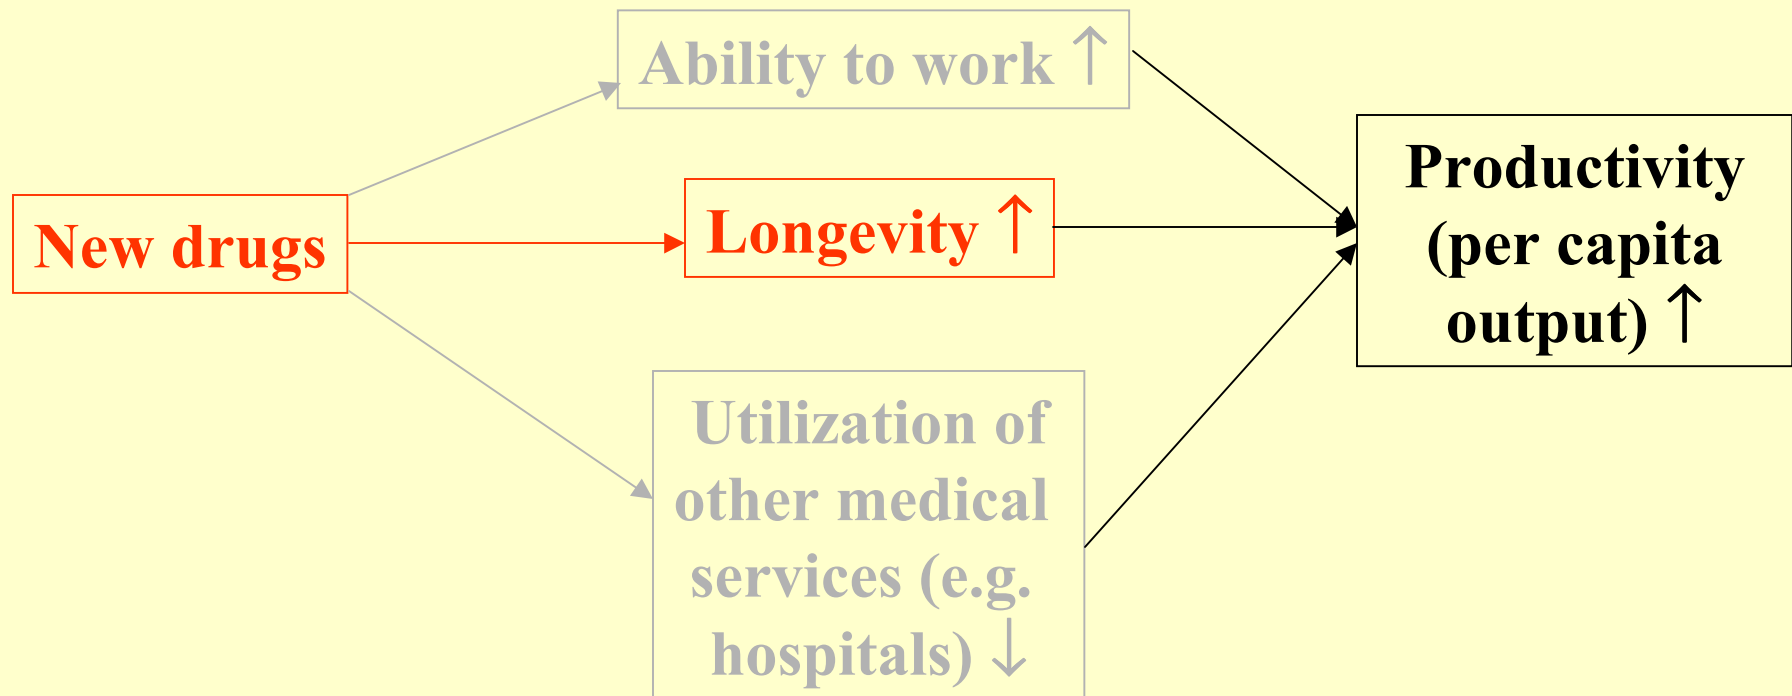 Ability to work ↑
New drugs
Longevity ↑
Productivity
(per capita
output) ↑
Utilization of
other medical
services (e.g.
hospitals) ↓